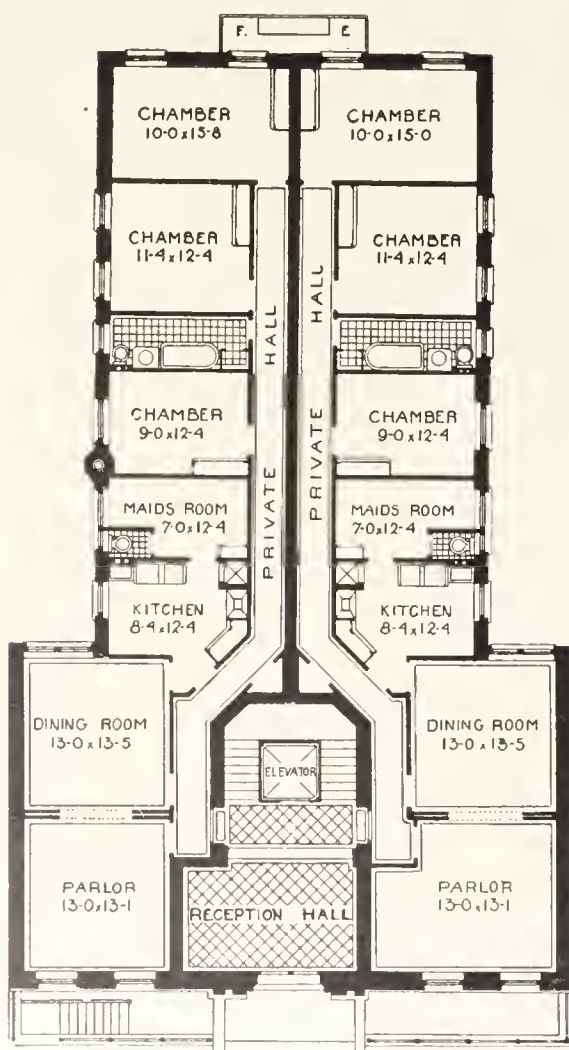 F. E.
CHAMBER
10-0x15-8
CHAMBER
10-0x15-0
CHAMBER
11-4x12-4
CHAMBER
11-4x12-4
PRIVATE HALL
PRIVATE HALL
CHAMBER
9-0x12-4
CHAMBER
9-0x12-4
MAIDS ROOM
7-0x12-4
MAIDS ROOM
7-0x12-4
KITCHEN
8-4x12-4
KITCHEN
8-4x12-4
DINING ROOM
13-0x13-5
ELEVATOR
DINING ROOM
13-0x13-5
PARLOR
13-0x13-1
RECEPTION HALL
PARLOR
13-0x13-1